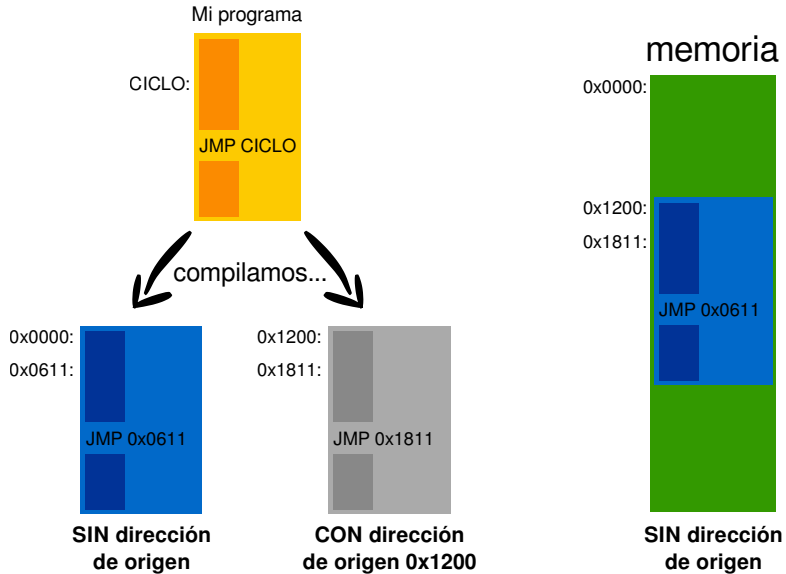 Mi programa
CICLO:
JMP CICLO
compilamos...
0x0000:
0x0611:
JMP 0x0611
SIN dirección
de origen
0x1200:
0x1811:
JMP 0x1811
CON dirección
de origen 0x1200
memoria
0x0000:
0x1200:
0x1811:
JMP 0x0611
SIN dirección
de origen